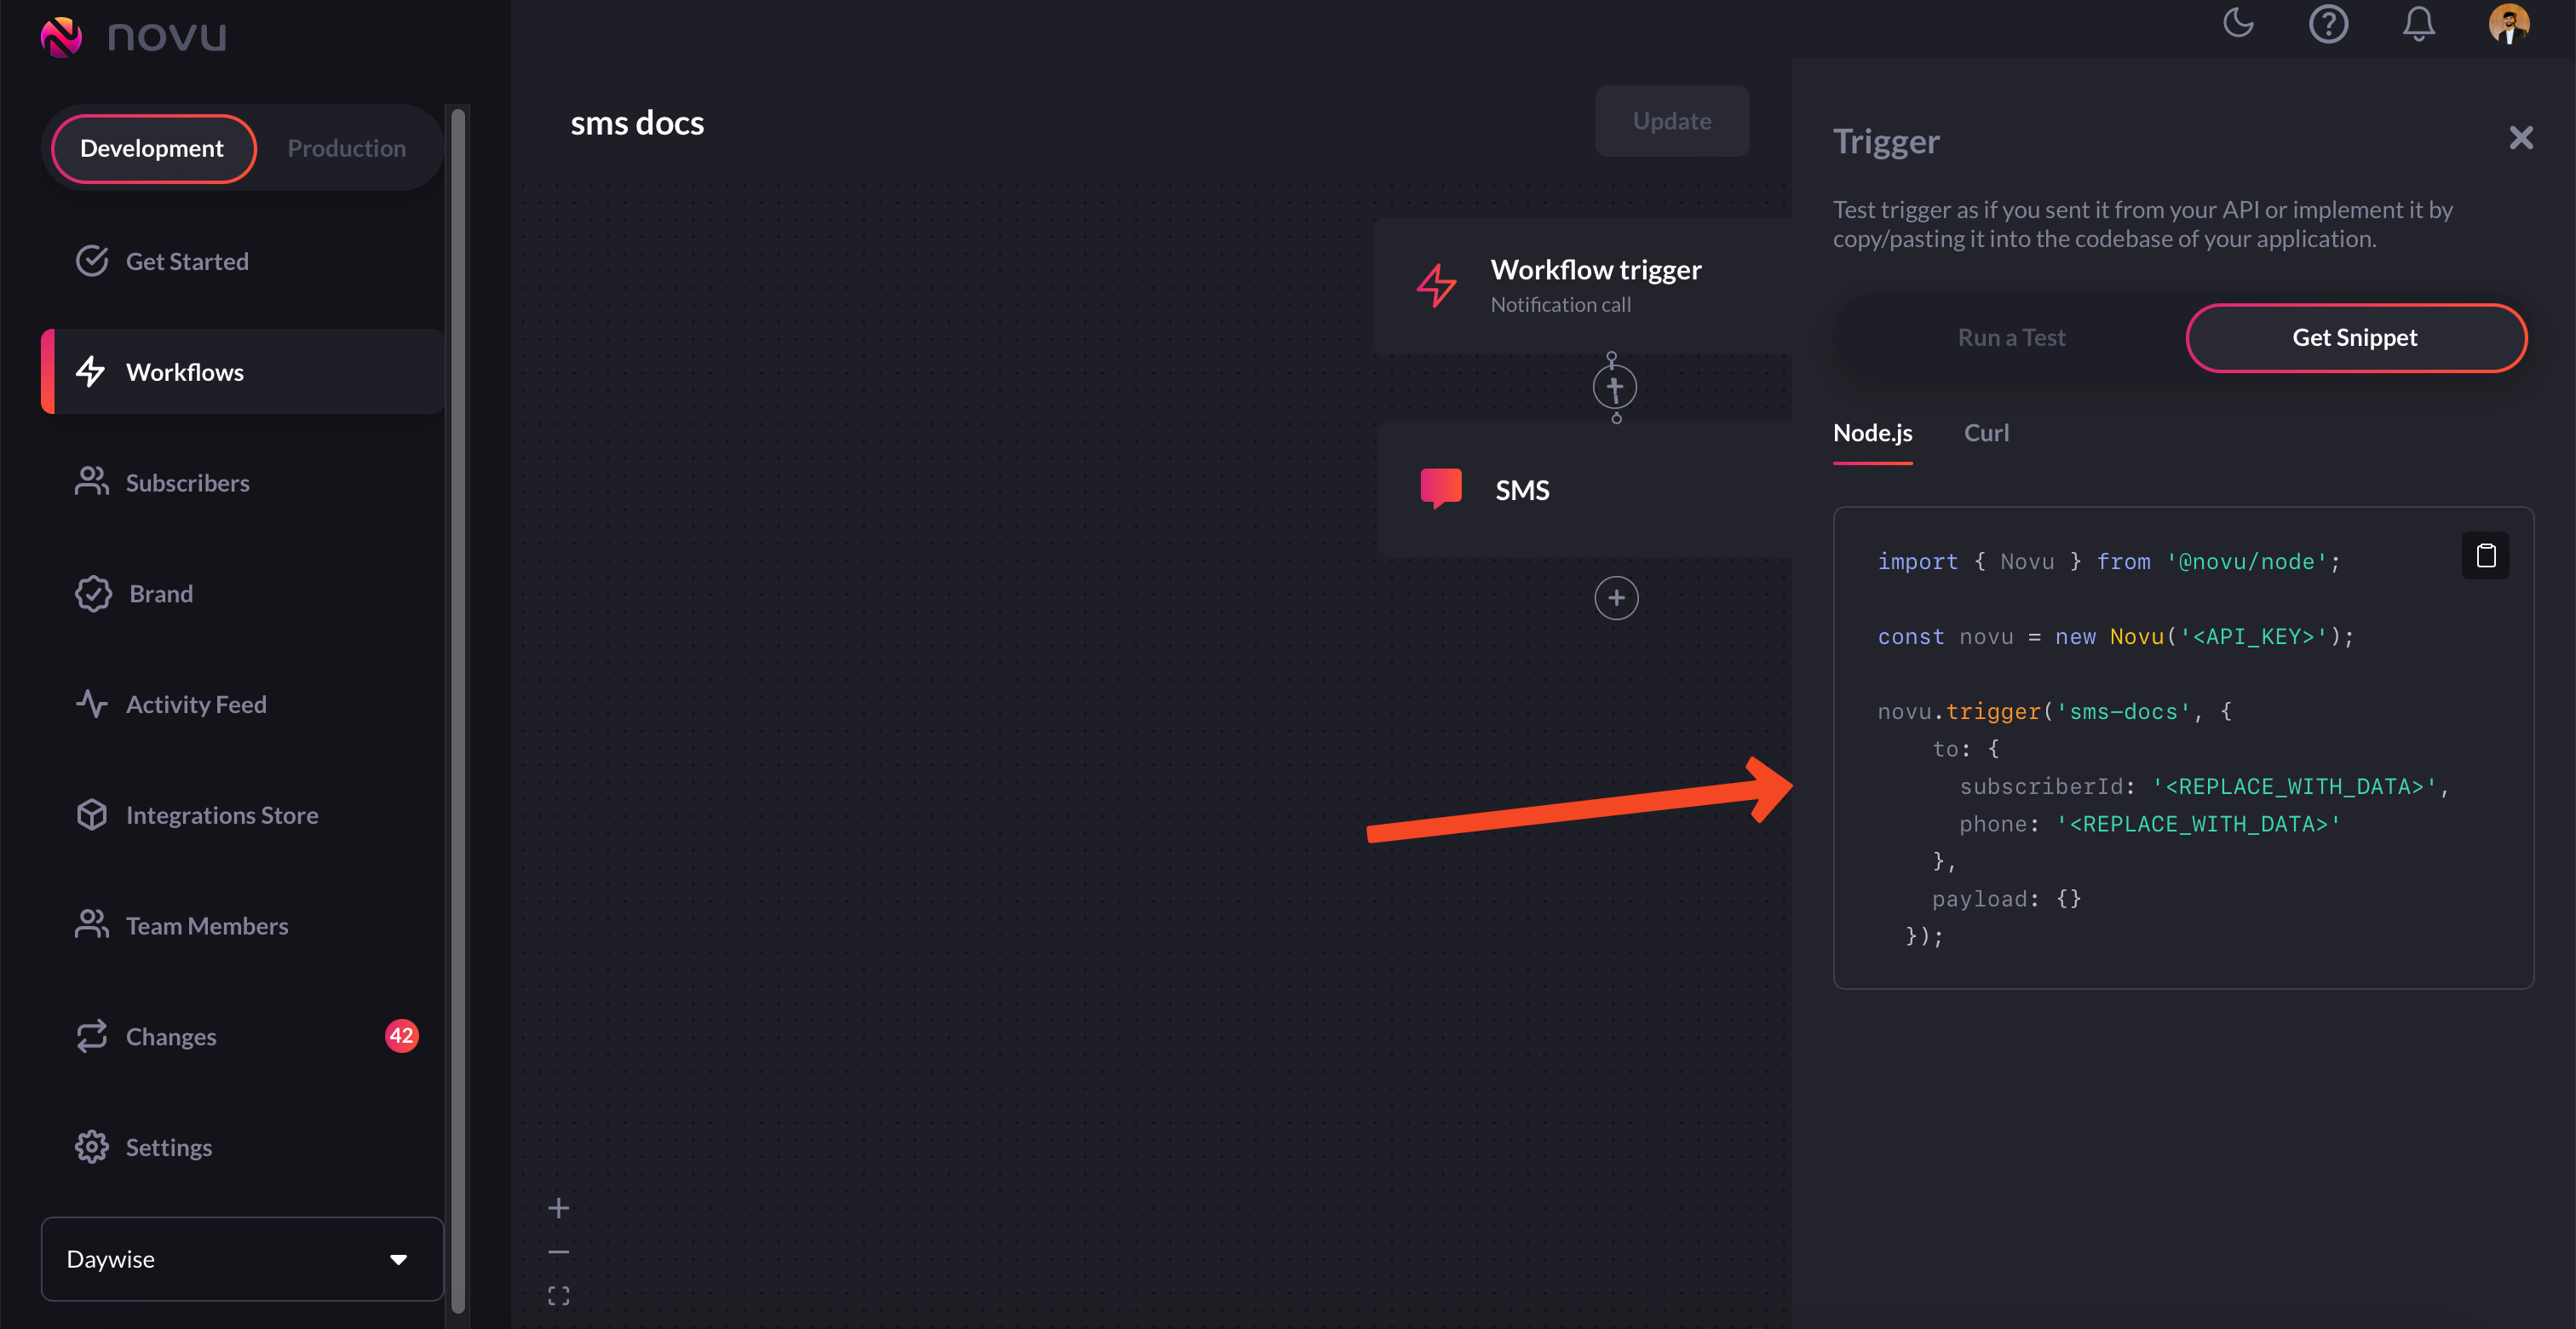 novu
Development
Production
Get Started
Workflows
Subscribers
Brand
Activity Feed
Integrations Store
Team Members
Changes
42
Settings
Daywise
sms docs
Update
Workflow trigger
Notification call
SMS
Trigger
Test trigger as if you sent it from your API or implement it by
copy/pasting it into the codebase of your application.
Run a Test
Get Snippet
Node.js
Curl
import { Novu } from '@novu/node';
const novu = new Novu('<API_KEY>');
novu.trigger('sms-docs', {
to: {
subscriberId: '<REPLACE_WITH_DATA>',
phone: '<REPLACE_WITH_DATA>'
},
payload: {}
});